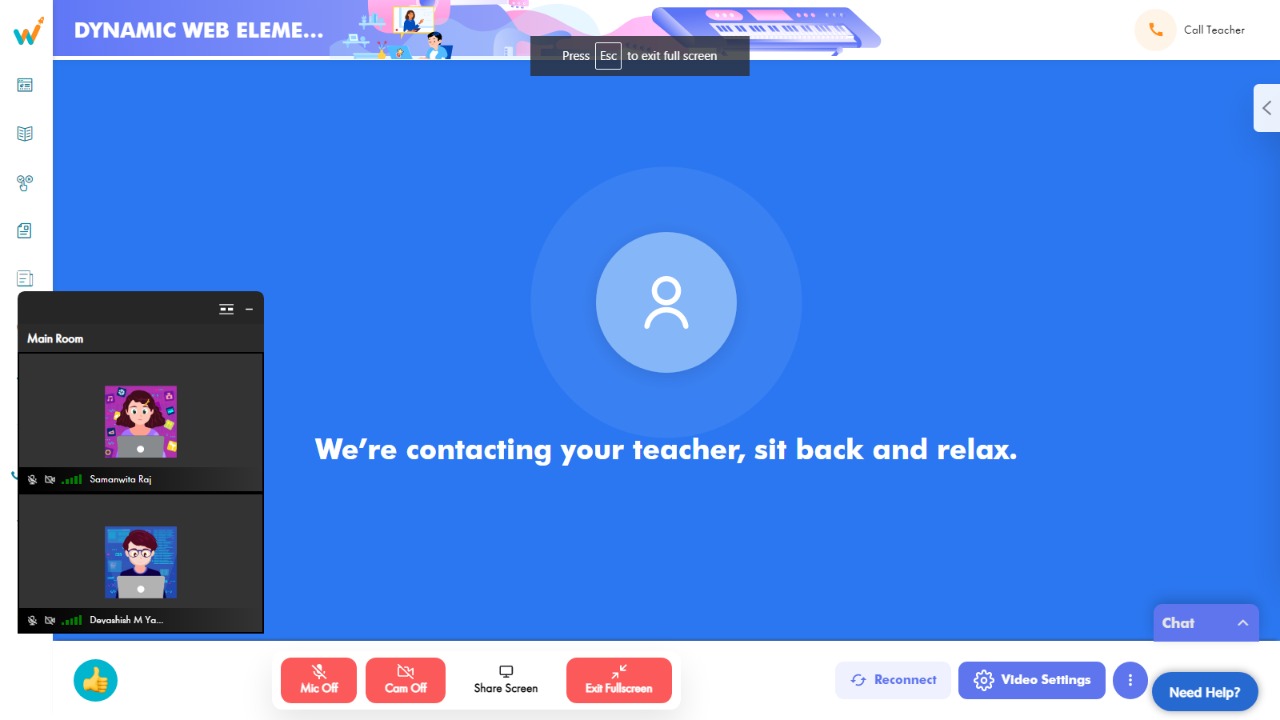 DYNAMIC WEB ELEME...
Press Esc to exit full screen
Call Teacher
Main Room
Samanwita Raj
Devashish M Ya...
We're contacting your teacher, sit back and relax.
Chat
Mic Off
Cam Off
Share Screen
Exit Fullscreen
Reconnect
Video Settings
Need Help?